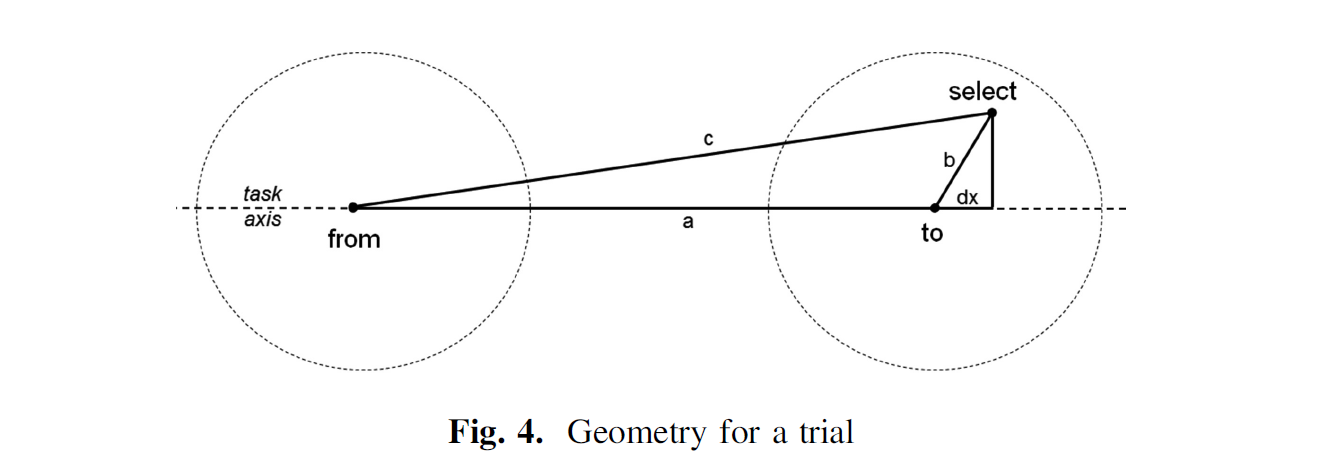 select
c
b
task
dx
axis
a
from
to
Fig. 4. Geometry for a trial